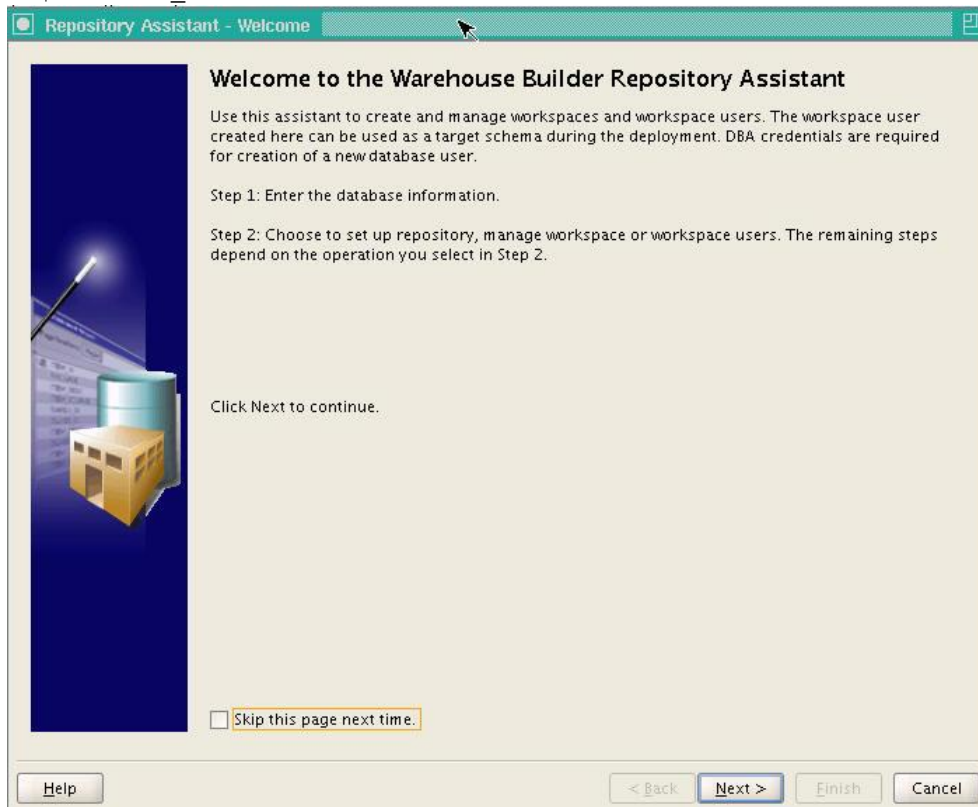 Repository Assistant - Welcome
Welcome to the Warehouse Builder Repository Assistant
Use this assistant to create and manage workspaces and workspace users. The workspace user
created here can be used as a target schema during the deployment. DBA credentials are required
for creation of a new database user.
Step 1: Enter the database information.
Step 2: Choose to set up repository, manage workspace or workspace users. The remaining steps
depend on the operation you select in Step 2.
Click Next to continue.
Skip this page next time.
Help
< Back
Next >
Finish
Cancel